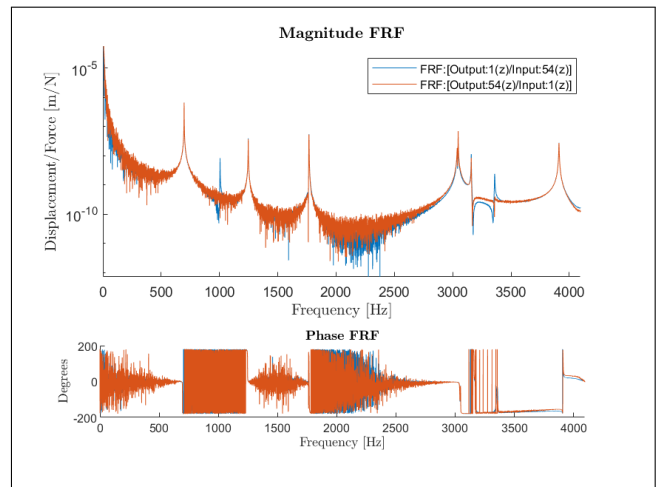 Magnitude FRF
Displacement/Force [m/N]
10-5
10-10
FRF:[Output:1(z)/Input:54(z)]
FRF:[Output:54(z)/Input:1(z)]
0 500 1000 1500 2000 2500 3000 3500 4000
Frequency [Hz]
Phase FRF
Degrees
200
0
-200
0 500 1000 1500 2000 2500 3000 3500 4000
Frequency [Hz]